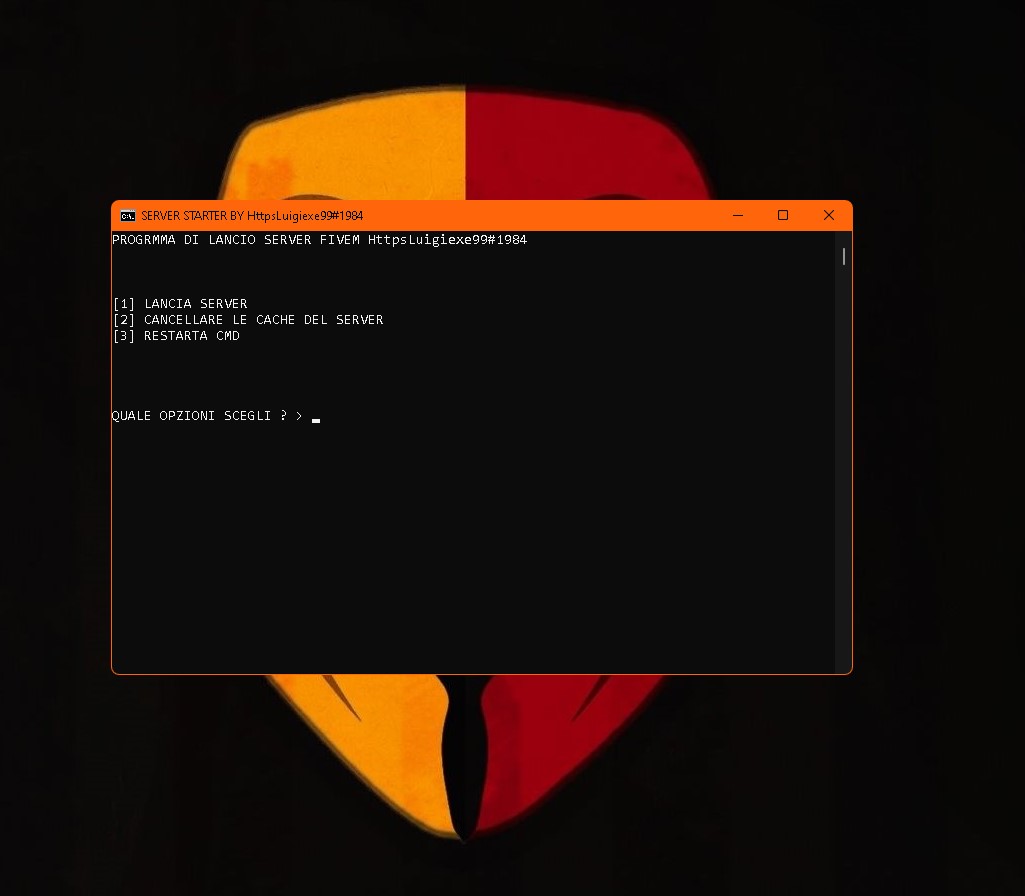 SERVER STARTER BY HttpsLuigiexe99#1984
PROGRMMA DI LANCIO SERVER FIVEM HttpsLuigiexe99#1984
[1] LANCIA SERVER
[2] CANCELLARE LE CACHE DEL SERVER
[3] RESTARTA CMD
QUALE OPZIONI SCEGLI ? >